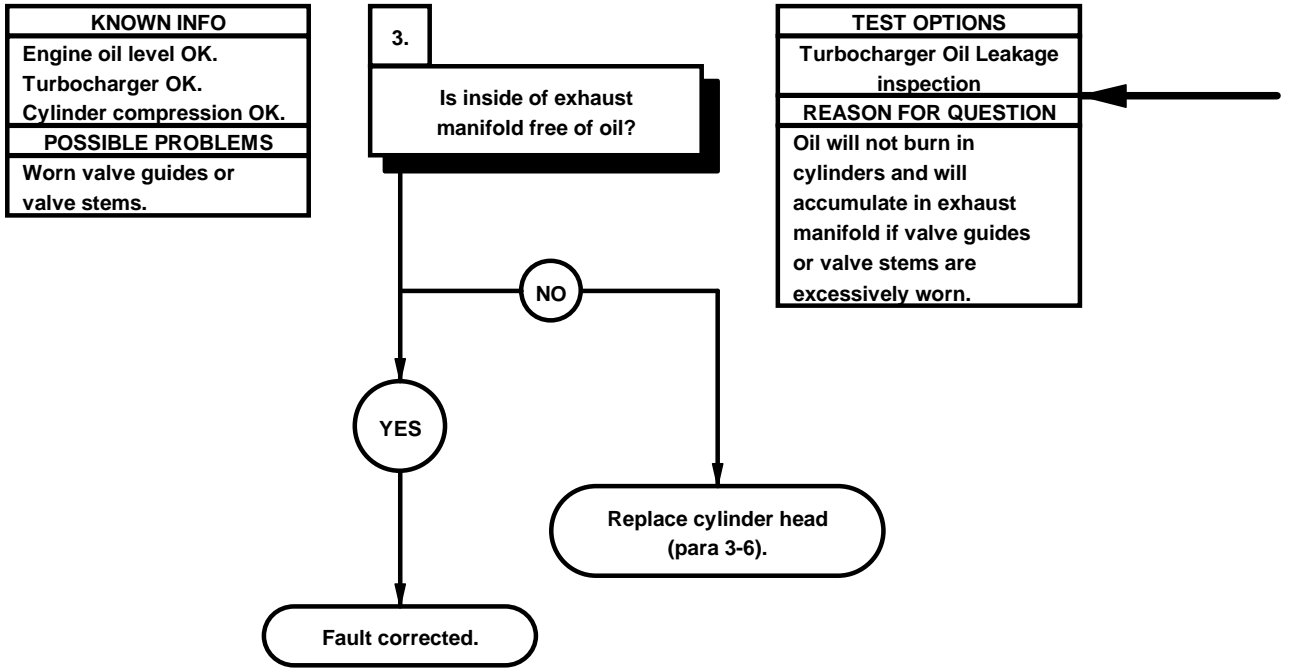 KNOWN INFO
Engine oil level OK.
Turbocharger OK.
Cylinder compression OK.
POSSIBLE PROBLEMS
Worn valve guides or
valve stems.
3.
Is inside of exhaust
manifold free of oil?
TEST OPTIONS
Turbocharger Oil Leakage
inspection
REASON FOR QUESTION
Oil will not burn in
cylinders and will
accumulate in exhaust
manifold if valve guides
or valve stems are
excessively worn.
NO
YES
Replace cylinder head
(para 3-6).
Fault corrected.